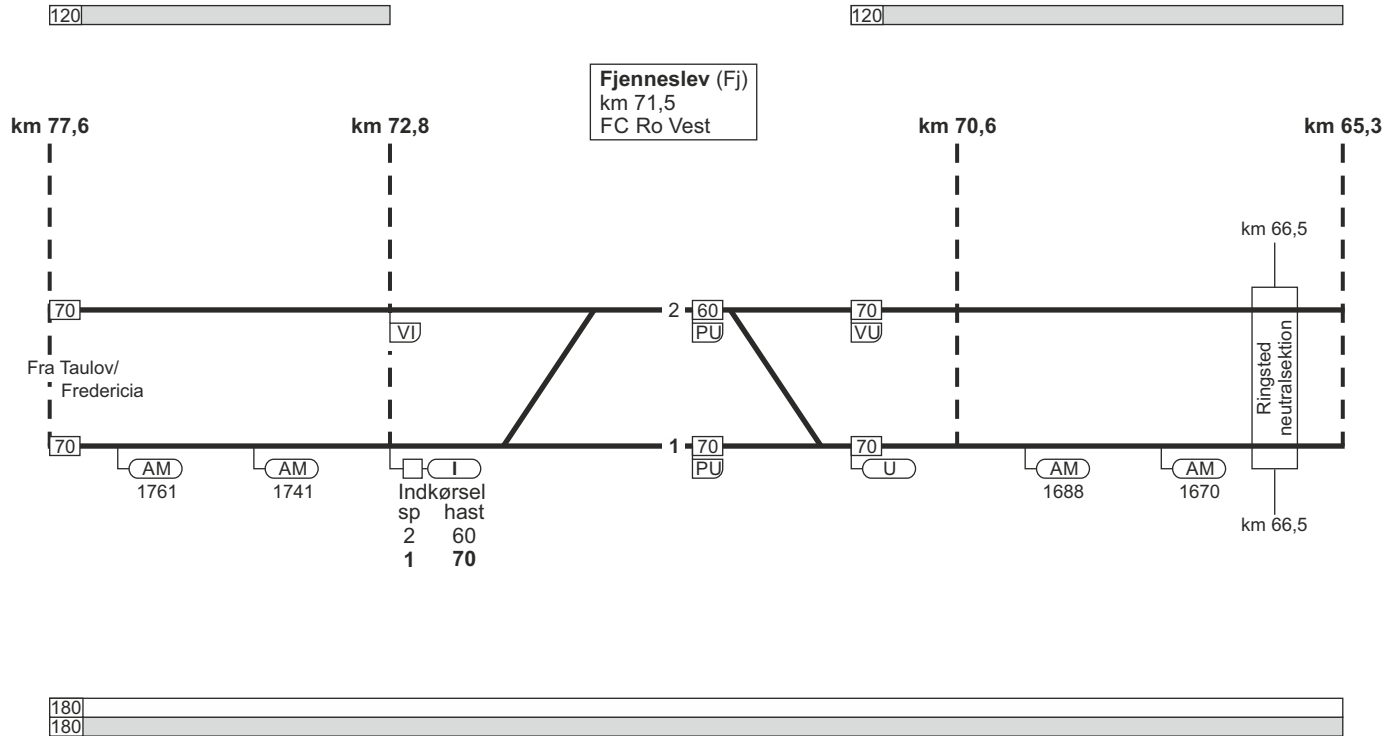 120
120
Fjenneslev (Fj)
km 71,5
FC Ro Vest
km 77,6
km 72,8
km 70,6
km 65,3
km 66,5
70
2
60
70
VI
PU
VU
Fra Taulov/
Fredericia
Ringsted
neutralsektion
70
1
70
70
AM
1761
AM
1741
I
Indkørsel
sp hast
2 60
1 70
PU
U
AM
1688
AM
1670
km 66,5
180
180